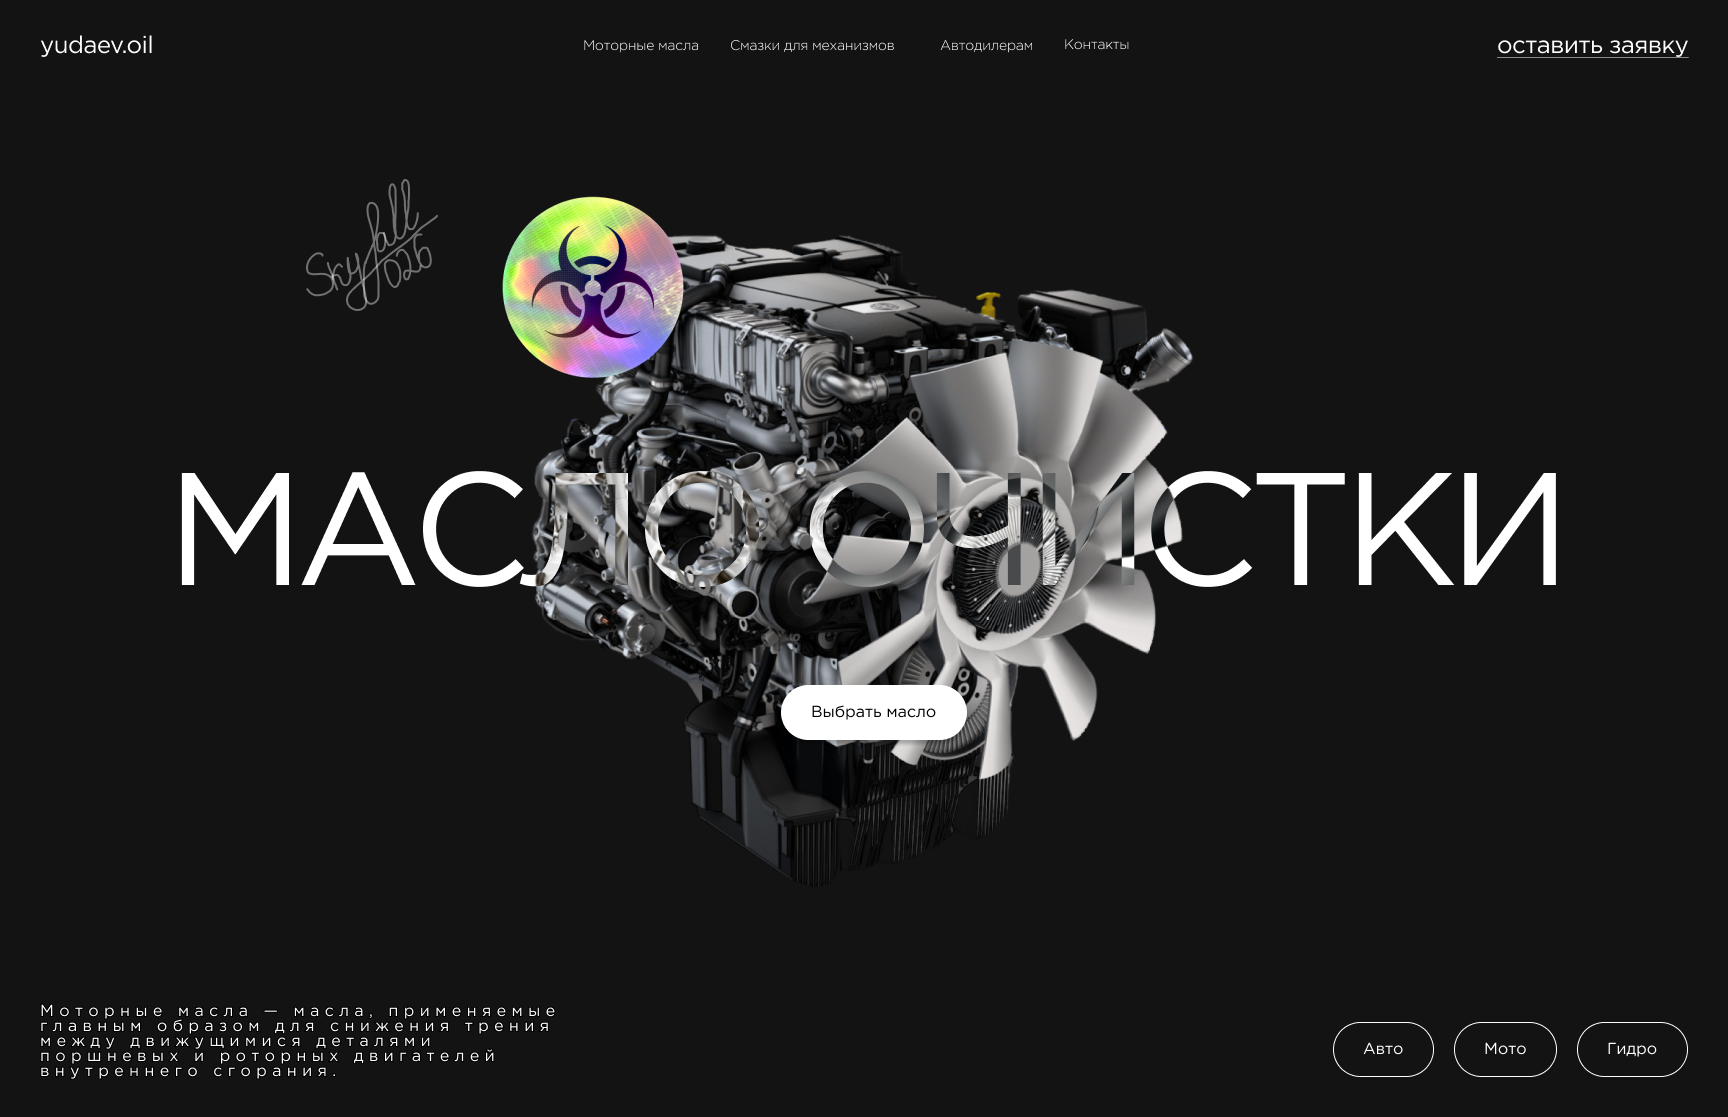 yudaev.oil
Моторные масла
Смазки для механизмов
Автодилерам
Контакты
оставить заявку
Skyfall
026
МАСЛО ОЧИСТКИ
Выбрать масло
Моторные масла — масла, применяемые
главным образом для снижения трения
между движущимися деталями
поршневых и роторных двигателей
внутреннего сгорания.
Авто
Мото
Гидро